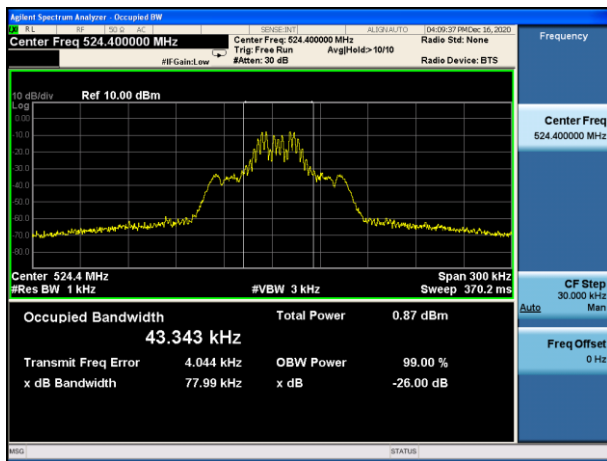 Agilent Spectrum Analyzer - Occupied BW
RL RF 50 Ω AC SENSE:INT ALIGN AUTO 04:09:37 PM Dec 16, 2020
Center Freq 524.400000 MHz Center Freq: 524.400000 MHz Radio Std: None
Trig: Free Run Avg|Hold:>10/10
#IFGain:Low #Atten: 30 dB Radio Device: BTS
10 dB/div Ref 10.00 dBm
Log
0.00
-10.0
-20.0
-30.0
-40.0
-50.0
-60.0
-70.0
-80.0
Center 524.4 MHz Span 300 kHz
#Res BW 1 kHz #VBW 3 kHz Sweep 370.2 ms
Occupied Bandwidth Total Power 0.87 dBm
43.343 kHz
Transmit Freq Error 4.044 kHz OBW Power 99.00 %
x dB Bandwidth 77.99 kHz x dB -26.00 dB
MSG STATUS
Frequency
Center Freq
524.400000 MHz
CF Step
30.000 kHz
Auto Man
Freq Offset
0 Hz